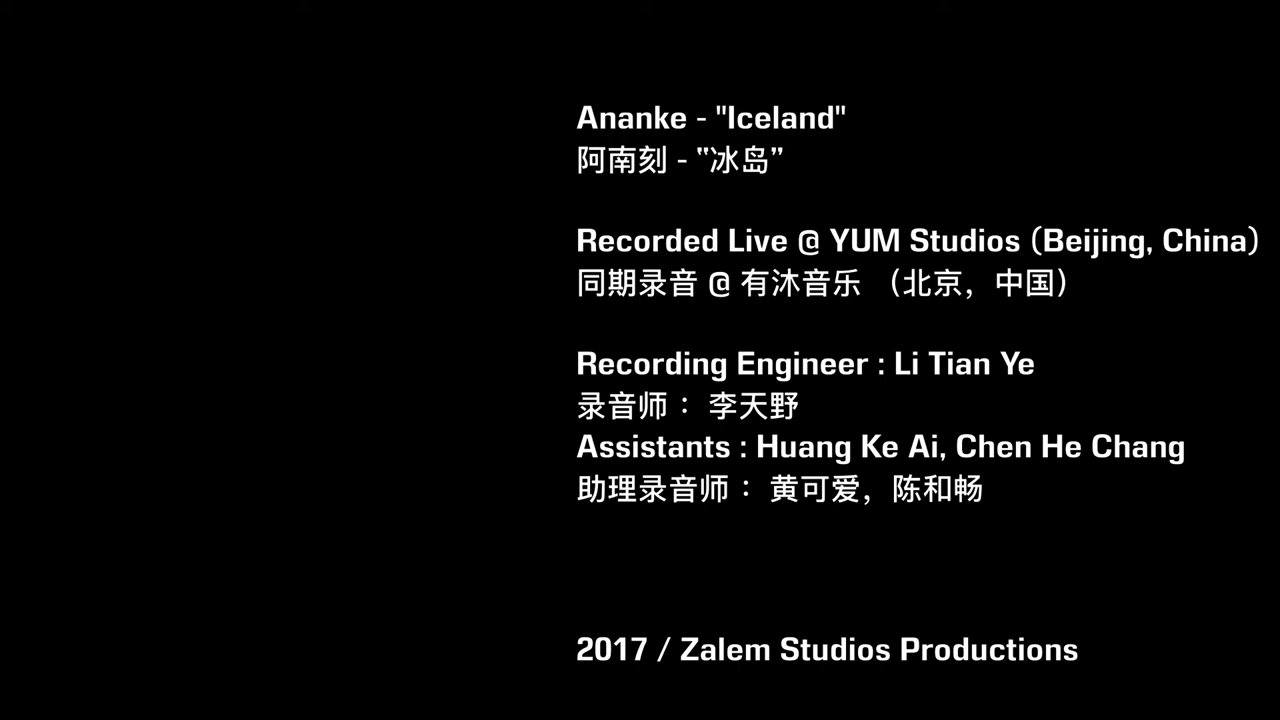 Ananke - "Iceland"
阿南刻 - “冰岛”
Recorded Live @ YUM Studios (Beijing, China)
同期录音 @ 有沐音乐 （北京，中国）
Recording Engineer : Li Tian Ye
录音师： 李天野
Assistants : Huang Ke Ai, Chen He Chang
助理录音师： 黄可爱，陈和畅
2017 / Zalem Studios Productions